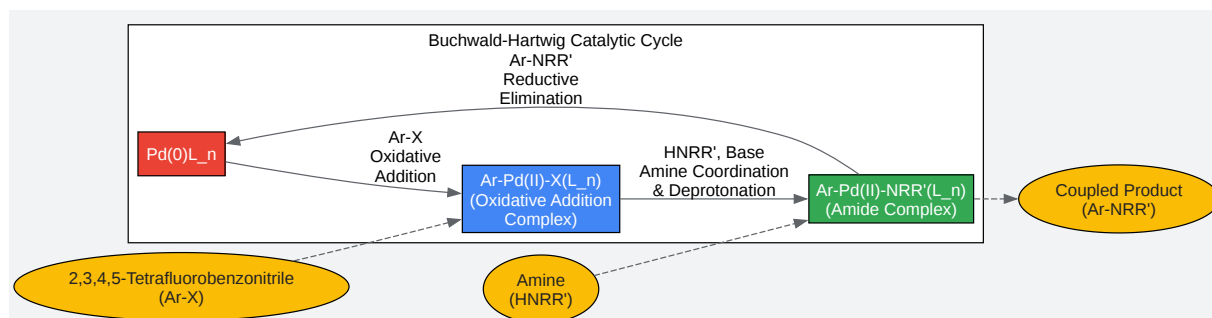 Buchwald-Hartwig Catalytic Cycle
Ar-NRR'
Reductive
Elimination
Pd(0)L_n
Ar-X
Oxidative
Addition
Ar-Pd(II)-X(L_n)
(Oxidative Addition
Complex)
HNRR', Base
Amine Coordination
& Deprotonation
Ar-Pd(II)-NRR'(L_n)
(Amide Complex)
Coupled Product
(Ar-NRR')
2,3,4,5-Tetrafluorobenzonitrile
(Ar-X)
Amine
(HNRR')